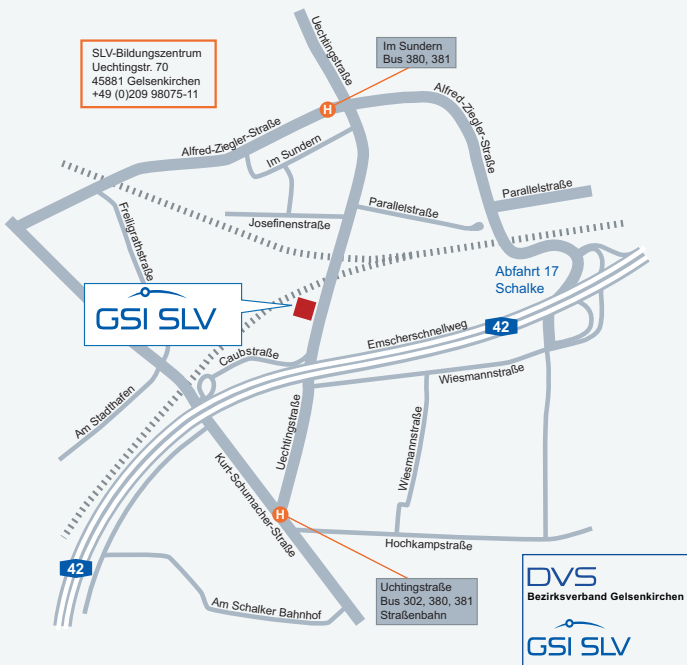 SLV-Bildungszentrum
Uechtingstr. 70
45881 Gelsenkirchen
+49 (0)209 98075-11
Uechtingstraße
Im Sundern
Bus 380, 381
H
Alfred-Ziegler-Straße
Alfred-Ziegler-Straße
Im Sundern
Parallelstraße
Parallelstraße
Josefinenstraße
Freiligrathstraße
Abfahrt 17
Schalke
GSI SLV
42
Emscherschnellweg
Caubstraße
Wiesmannstraße
Am Stadthafen
Uechtingstraße
Wiesmannstraße
Kurt-Schumacher-Straße
H
Hochkampstraße
42
Uchtingstraße
Bus 302, 380, 381
Straßenbahn
Am Schalker Bahnhof
DVS
Bezirksverband Gelsenkirchen
GSI SLV